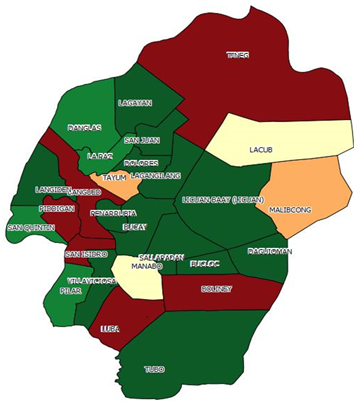 TINEG
LAGAYAN
DANGLAS
SAN JUAN
LACUB
LA PAZ
DOLORES
LAGANGILANG
TAYUM
LANGIDEN
BANGUED
LICUAN-BAAY (LICUAN)
MALIBCONG
PIDIGAN
PEÑARRUBIA
SAN QUINTIN
BUCAY
SAN ISIDRO
SALLAPADAN
DAGUIOMAN
BUCLOC
MANABO
VILLAVICIOSA
PILAR
BOLINEY
LUBA
TUBO